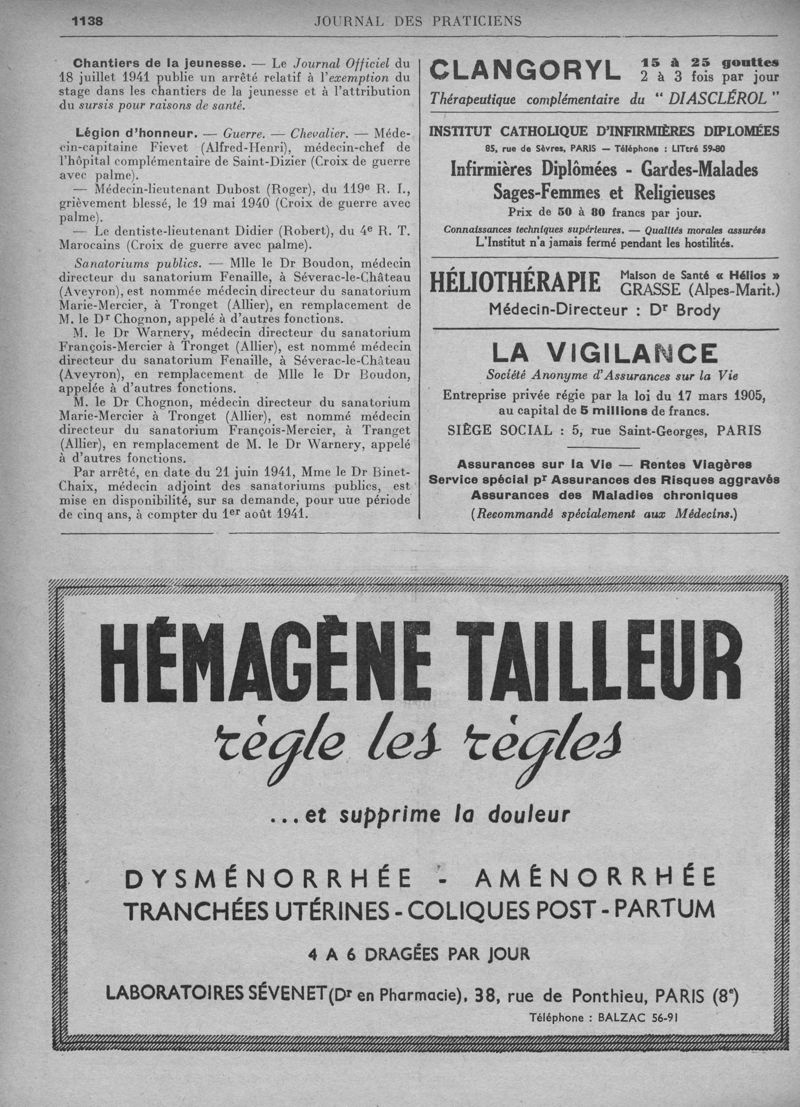 1138
JOURNAL DES PRATICIENS
Chantiers de la jeunesse. — Le Journal Officiel du
18 juillet 1941 publie un arrêté relatif à l'exemption du
stage dans les chantiers de la jeunesse et à l'attribution
du sursis pour raisons de santé.
Légion d'honneur. — Guerre. — Chevalier. — Méde-
cin-capitaine Fievet (Alfred-Henri), médecin-chef de
l'hôpital complémentaire de Saint-Dizier (Croix de guerre
avec palme).
— Médecin-lieutenant Dubost (Roger), du 119e R. I.,
grièvement blessé, le 19 mai 1940 (Croix de guerre avec
palme).
— Le dentiste-lieutenant Didier (Robert), du 4e R. T.
Marocains (Croix de guerre avec palme).
Sanatoriums publics. — Mlle le Dr Boudon, médecin
directeur du sanatorium Fenaille, à Séverac-le-Château
(Aveyron), est nommée médecin directeur du sanatorium
Marie-Mercier, à Tronget (Allier), en remplacement de
M. le Dr Chognon, appelé à d'autres fonctions.
M. le Dr Warnery, médecin directeur du sanatorium
François-Mercier à Tronget (Allier), est nommé médecin
directeur du sanatorium Fenaille, à Séverac-le-Château
(Aveyron), en remplacement de Mlle le Dr Boudon,
appelée à d'autres fonctions.
M. le Dr Chognon, médecin directeur du sanatorium
Marie-Mercier à Tronget (Allier), est nommé médecin
directeur du sanatorium François-Mercier, à Tranget
(Allier), en remplacement de M. le Dr Warnery, appelé
à d'autres fonctions.
Par arrêté, en date du 21 juin 1941, Mme le Dr Binet-
Chaix, médecin adjoint des sanatoriums publics, est
mise en disponibilité, sur sa demande, pour uue période
de cinq ans, à compter du 1er août 1941.
CLANGORYL 15 à 25 gouttes
2 à 3 fois par jour
Thérapeutique complémentaire du " DIASCLÉROL "
INSTITUT CATHOLIQUE D'INFIRMIÈRES DIPLOMÉES
85, rue de Sèvres, PARIS — Téléphone : LITtré 59-80
Infirmières Diplômées - Gardes-Malades
Sages-Femmes et Religieuses
Prix de 50 à 80 francs par jour.
Connaissances techniques supérieures. — Qualités morales assurées
L'Institut n'a jamais fermé pendant les hostilités.
HÉLIOTHÉRAPIE Maison de Santé « Hélios »
GRASSE (Alpes-Marit.)
Médecin-Directeur : Dr Brody
LA VIGILANCE
Société Anonyme d'Assurances sur la Vie
Entreprise privée régie par la loi du 17 mars 1905,
au capital de 5 millions de francs.
SIÈGE SOCIAL : 5, rue Saint-Georges, PARIS
Assurances sur la Vie — Rentes Viagères
Service spécial pr Assurances des Risques aggravés
Assurances des Maladies chroniques
(Recommandé spécialement aux Médecins.)
HÉMAGÈNE TAILLEUR
règle les règles
...et supprime la douleur
DYSMÉNORRHÉE - AMÉNORRHÉE
TRANCHÉES UTÉRINES - COLIQUES POST - PARTUM
4 A 6 DRAGÉES PAR JOUR
LABORATOIRES SÉVENET (Dr en Pharmacie), 38, rue de Ponthieu, PARIS (8e)
Téléphone : BALZAC 56-91